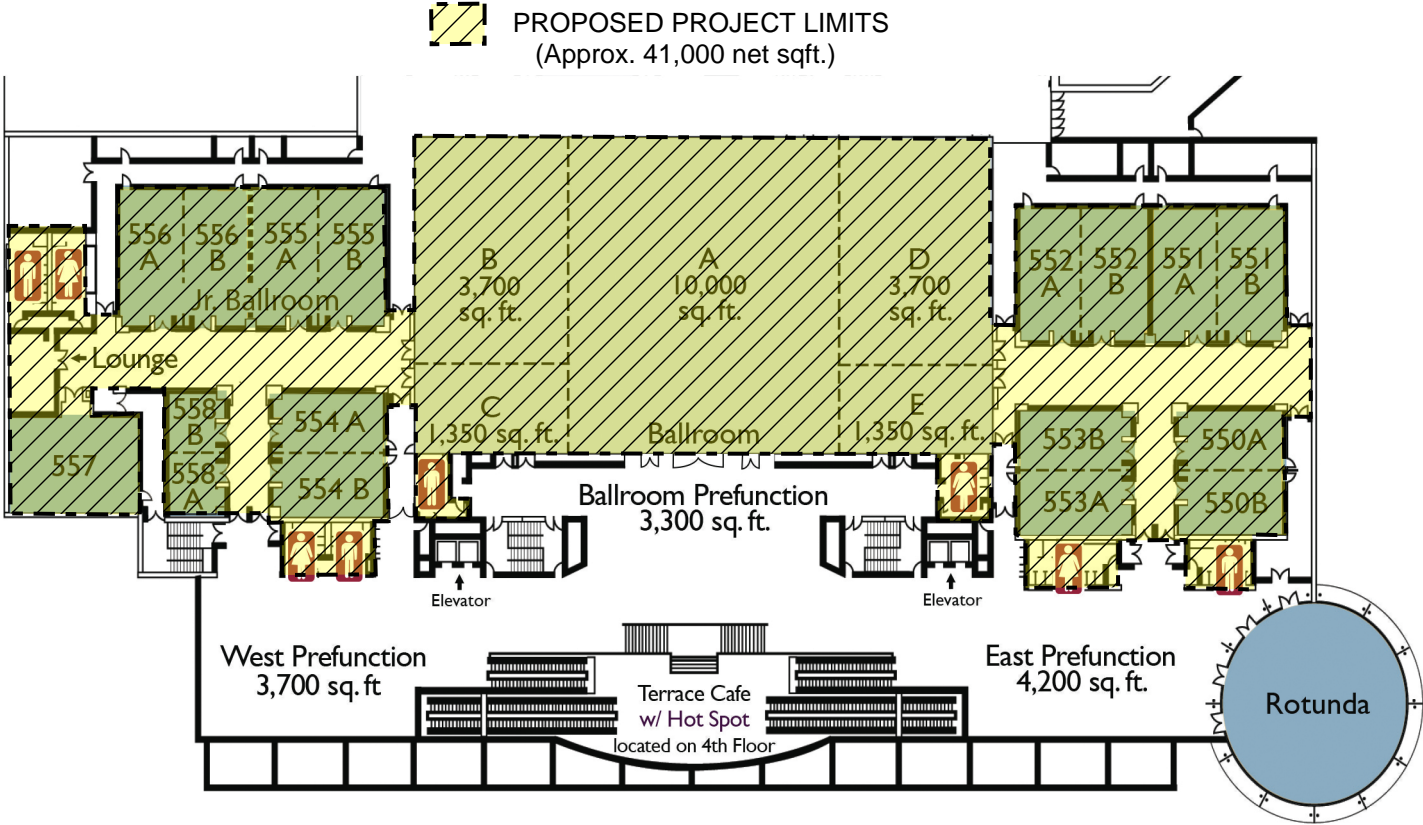 PROPOSED PROJECT LIMITS
(Approx. 41,000 net sqft.)
556
A
556
B
555
A
555
B
Jr. Ballroom
Lounge
558
B
558
A
554 A
554 B
557
B
3,700
sq. ft.
A
10,000
sq. ft.
D
3,700
sq. ft.
C
1,350 sq. ft.
Ballroom
E
1,350 sq. ft.
552
A
552
B
551
A
551
B
553B
553A
550A
550B
Ballroom Prefunction
3,300 sq. ft.
Elevator
Elevator
West Prefunction
3,700 sq. ft
East Prefunction
4,200 sq. ft.
Terrace Cafe
w/ Hot Spot
located on 4th Floor
Rotunda